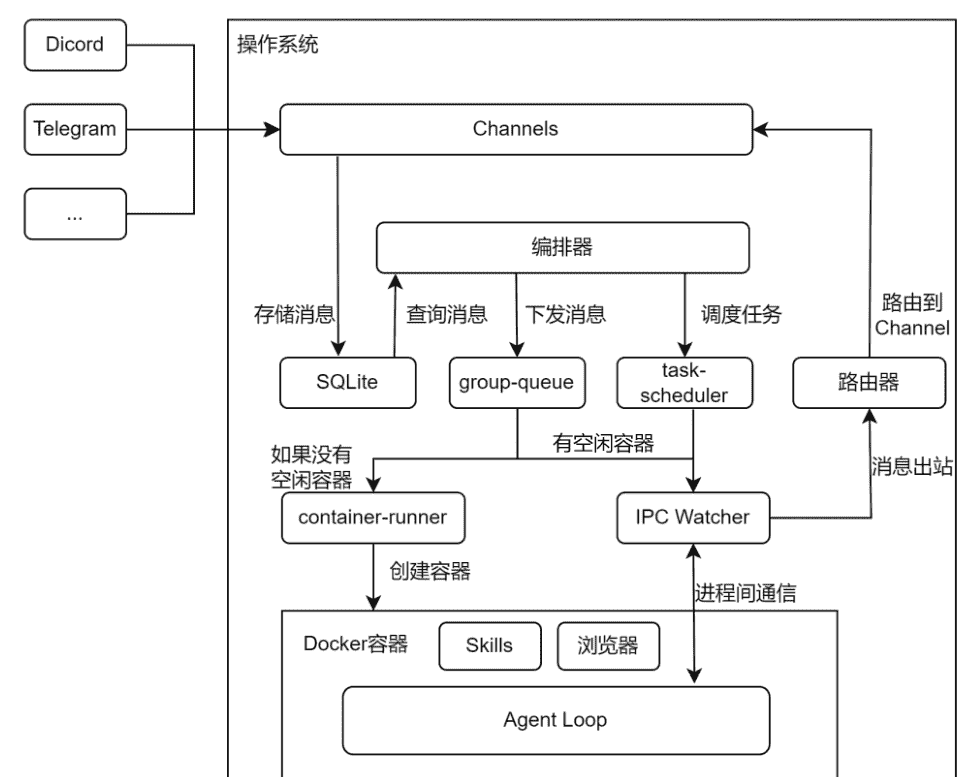 Dicord
操作系统
Telegram
Channels
...
编排器
存储消息
查询消息
下发消息
调度任务
路由到
Channel
SQLite
group-queue
task-
scheduler
路由器
如果没有
空闲容器
有空闲容器
消息出站
container-runner
IPC Watcher
创建容器
进程间通信
Docker容器
Skills
浏览器
Agent Loop